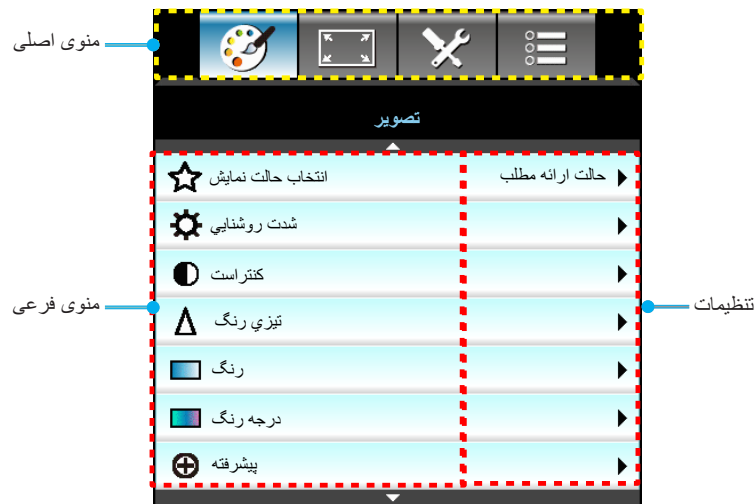 منوی اصلی
تصویر
انتخاب حالت نمایش
حالت ارائه مطلب
شدت روشنايي
کنتراست
منوی فرعی
تنظیمات
تيزي رنگ
رنگ
درجه رنگ
پیشرفته